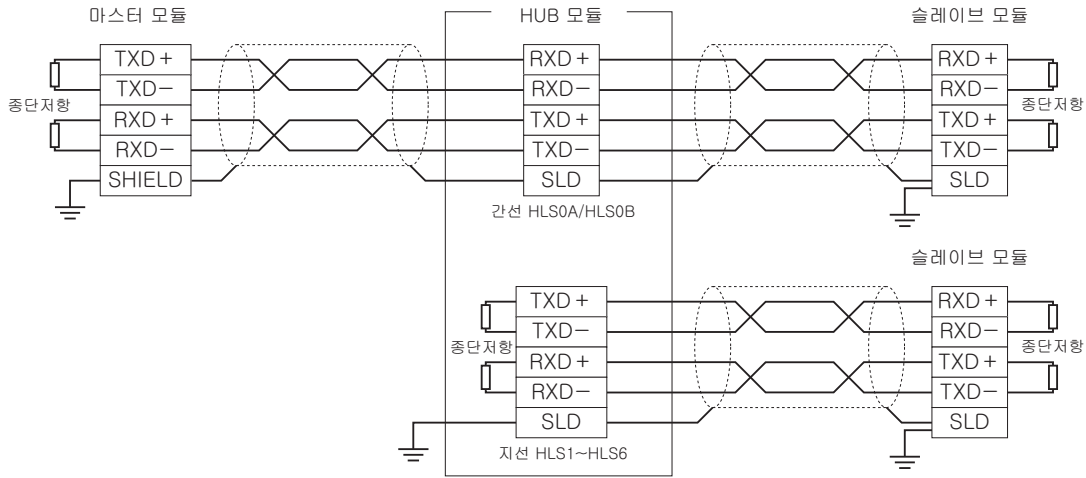 마스터 모듈
HUB 모듈
슬레이브 모듈
TXD+
TXD−
RXD+
RXD−
SHIELD
종단저항
RXD+
RXD−
TXD+
TXD−
SLD
간선 HLS0A/HLS0B
RXD+
RXD−
TXD+
TXD−
SLD
종단저항
슬레이브 모듈
TXD+
TXD−
RXD+
RXD−
SLD
종단저항
지선 HLS1~HLS6
RXD+
RXD−
TXD+
TXD−
SLD
종단저항